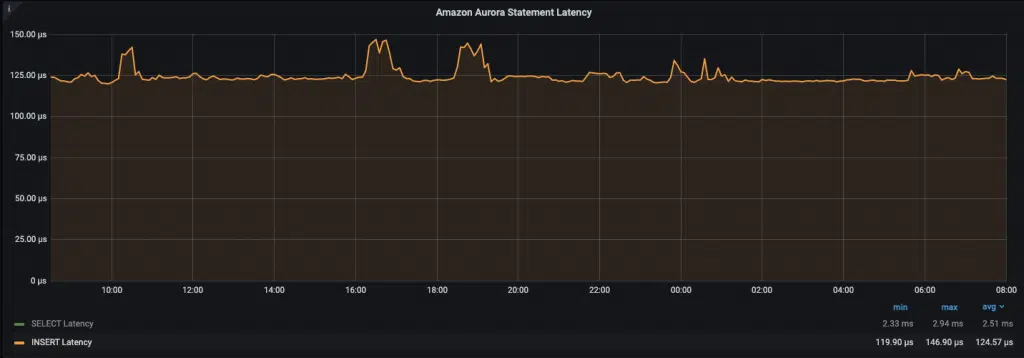 i
Amazon Aurora Statement Latency
150.00 µs
125.00 µs
100.00 µs
75.00 µs
50.00 µs
25.00 µs
0 µs
10:00 12:00 14:00 16:00 18:00 20:00 22:00 00:00 02:00 04:00 06:00 08:00
min max avg
SELECT Latency 2.33 ms 2.94 ms 2.51 ms
INSERT Latency 119.90 µs 146.90 µs 124.57 µs